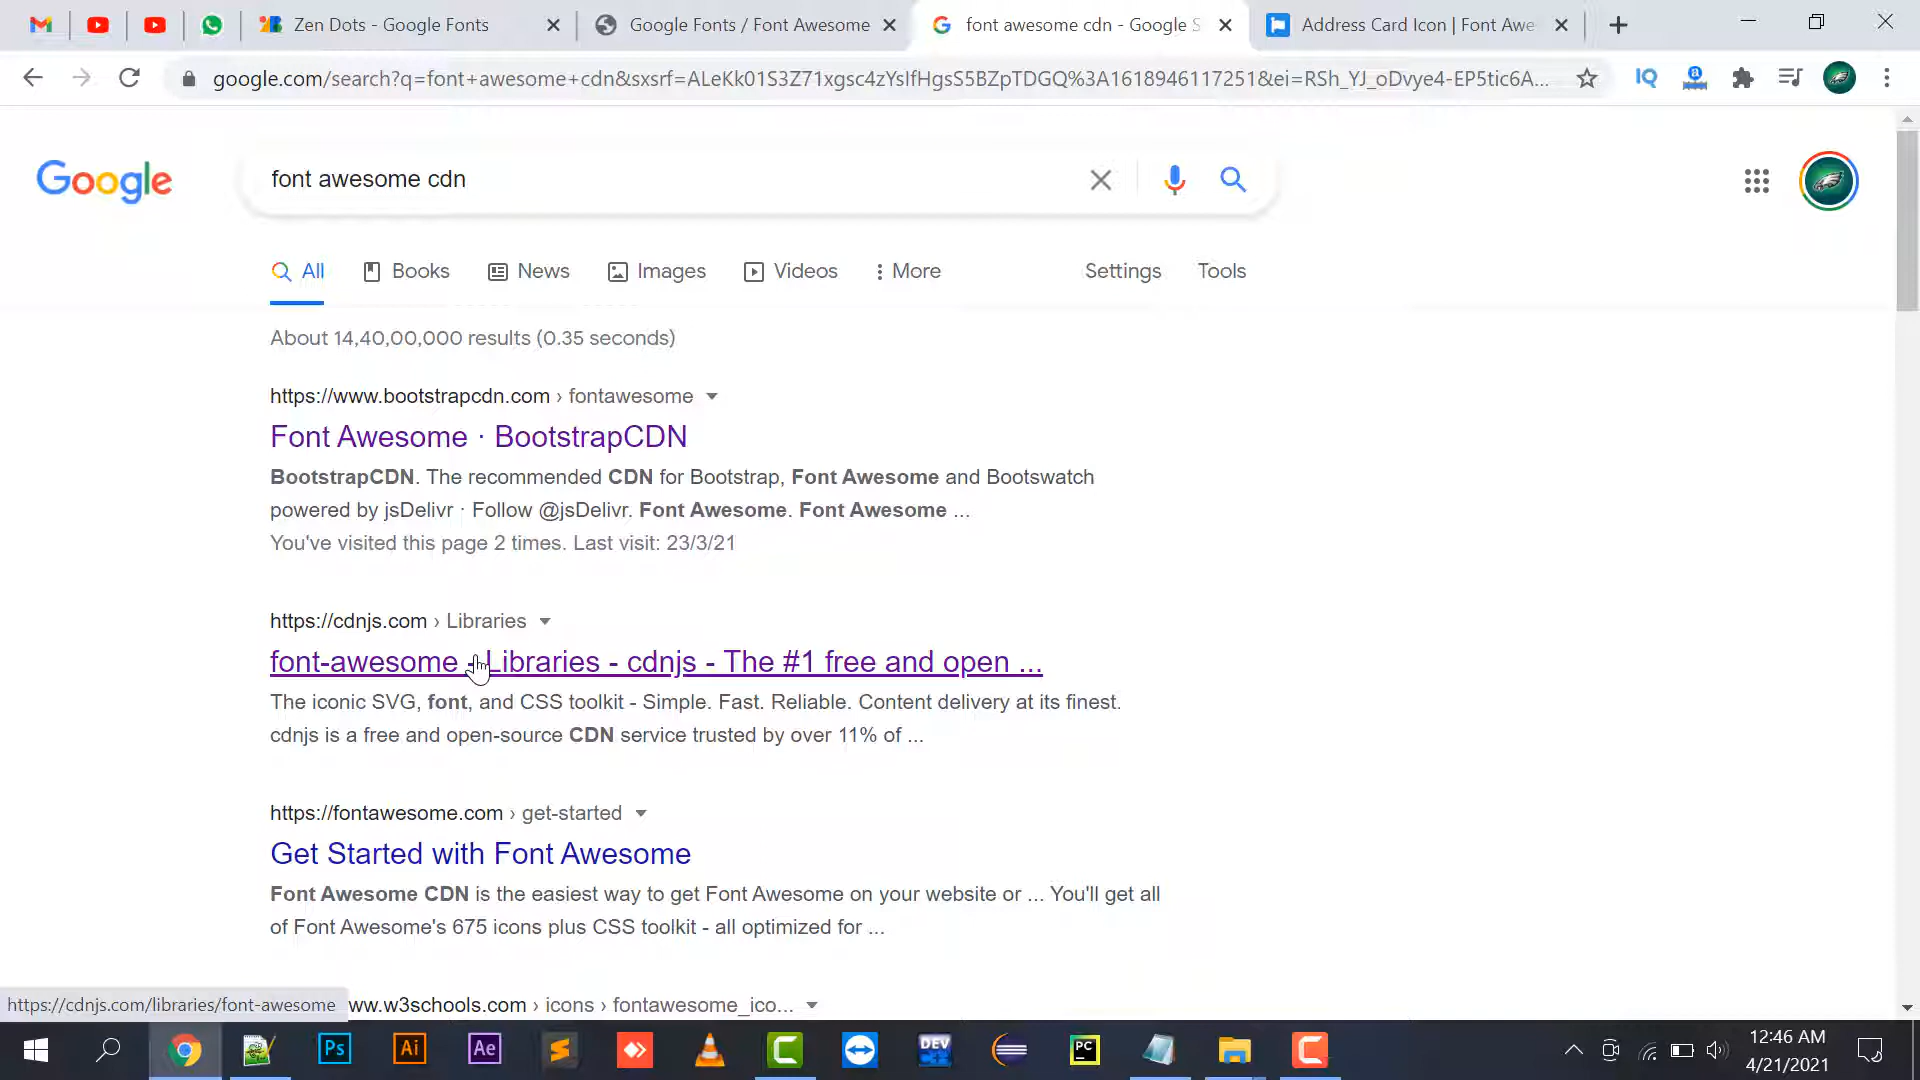 Zen Dots - Google Fonts
Google Fonts / Font Awesome
font awesome cdn - Google S
Address Card Icon | Font Awe
google.com/search?q=font+awesome+cdn&sxsrf=ALeKk01S3Z71xgsc4zYsIfHgsS5BZpTDGQ%3A1618946117251&ei=RSh_YJ_oDvye4-EP5tic6A...
IQ
a
Google
font awesome cdn
All
Books
News
Images
Videos
More
Settings
Tools
About 14,40,00,000 results (0.35 seconds)
https://www.bootstrapcdn.com › fontawesome
Font Awesome · BootstrapCDN
BootstrapCDN. The recommended CDN for Bootstrap, Font Awesome and Bootswatch
powered by jsDelivr · Follow @jsDelivr. Font Awesome. Font Awesome ...
You've visited this page 2 times. Last visit: 23/3/21
https://cdnjs.com › Libraries
font-awesome - Libraries - cdnjs - The #1 free and open ...
The iconic SVG, font, and CSS toolkit - Simple. Fast. Reliable. Content delivery at its finest.
cdnjs is a free and open-source CDN service trusted by over 11% of ...
https://fontawesome.com › get-started
Get Started with Font Awesome
Font Awesome CDN is the easiest way to get Font Awesome on your website or ... You'll get all
of Font Awesome's 675 icons plus CSS toolkit - all optimized for ...
https://cdnjs.com/libraries/font-awesome
ww.w3schools.com › icons › fontawesome_ico...
Ps
Ai
Ae
DEV
PC
12:46 AM
4/21/2021